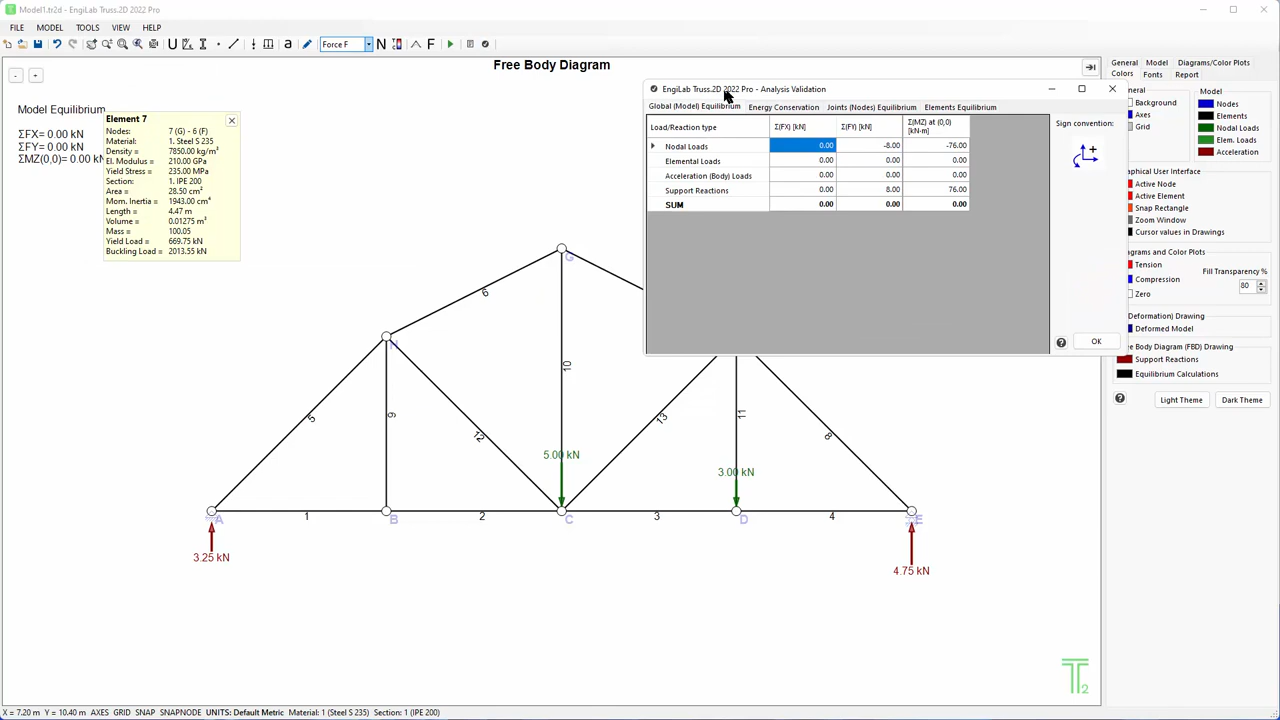 Model1.tr2d - EngiLab Truss.2D 2022 Pro
FILE MODEL TOOLS VIEW HELP
U a Force F N F
Free Body Diagram
- +
Model Equilibrium
ΣFX= 0.00 kN
ΣFY= 0.00 kN
ΣMZ(0,0)= 0.00 kN
Element 7
Nodes: 7 (G) - 6 (F)
Material: 1. Steel S 235
Density = 7850.00 kg/m³
El. Modulus = 210.00 GPa
Yield Stress = 235.00 MPa
Section: 1. IPE 200
Area = 28.50 cm²
Mom. Inertia = 1943.00 cm⁴
Length = 4.47 m
Volume = 0.01275 m³
Mass = 100.05
Yield Load = 669.75 kN
Buckling Load = 2013.55 kN
EngiLab Truss.2D 2022 Pro - Analysis Validation
Global (Model) Equilibrium Energy Conservation Joints (Nodes) Equilibrium Elements Equilibrium
Load/Reaction type Σ(FX) [kN] Σ(FY) [kN] Σ(MZ) at (0,0) [kN-m]
Nodal Loads 0.00 -8.00 -76.00
Elemental Loads 0.00 0.00 0.00
Acceleration (Body) Loads 0.00 0.00 0.00
Support Reactions 0.00 8.00 76.00
SUM 0.00 0.00 0.00
Sign convention:
OK
General Model Diagrams/Color Plots
Colors Fonts Report
Background
Axes
Grid
Model
Nodes
Elements
Nodal Loads
Elem. Loads
Acceleration
Active Node
Active Element
Snap Rectangle
Zoom Window
Cursor values in Drawings
Tension
Compression
Zero
Fill Transparency %
80
(Deformation) Drawing
Deformed Model
Support Reactions
Equilibrium Calculations
Light Theme Dark Theme
G
6
H
10
5
9
12
13
11
8
5.00 kN
3.00 kN
A 1 B 2 C 3 D 4 E
3.25 kN
4.75 kN
T2
X = 7.20 m Y = 10.40 m AXES GRID SNAP SNAPNODE UNITS: Default Metric Material: 1 (Steel S 235) Section: 1 (IPE 200)